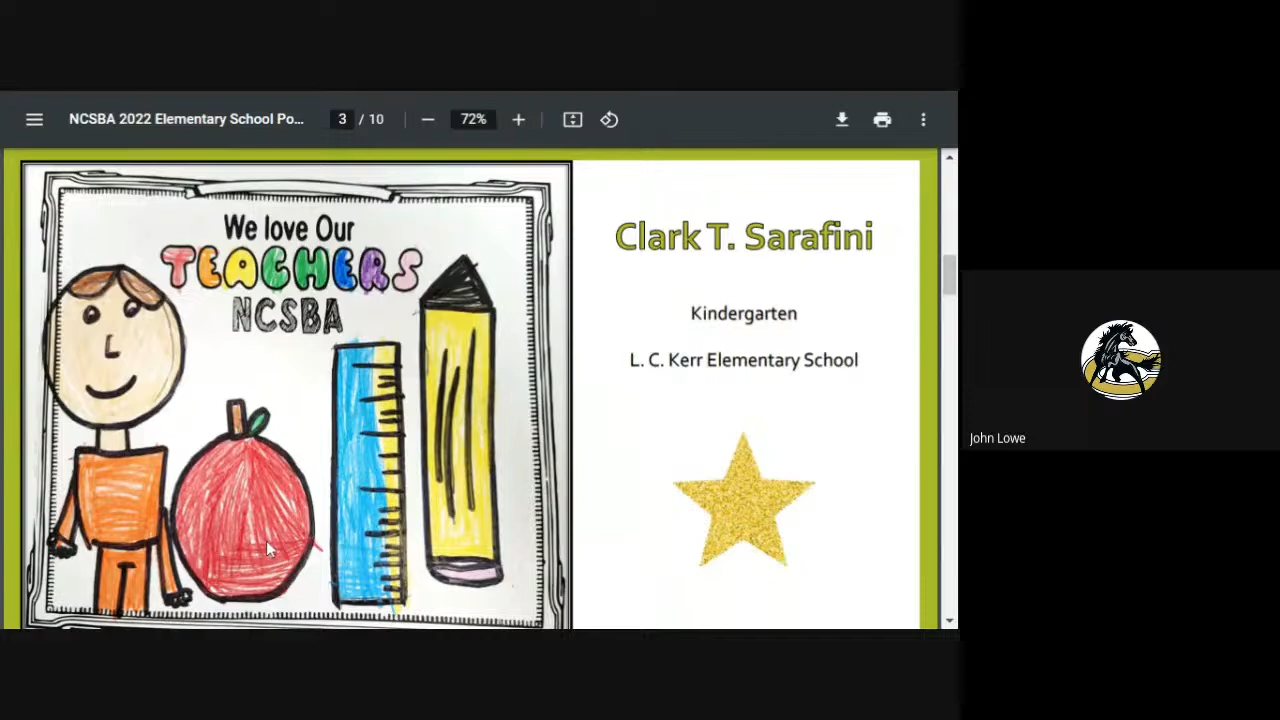 NCSBA 2022 Elementary School Po...
3 / 10
72%
We love Our
TEACHERS
NCSBA
Clark T. Sarafini
Kindergarten
L. C. Kerr Elementary School
John Lowe